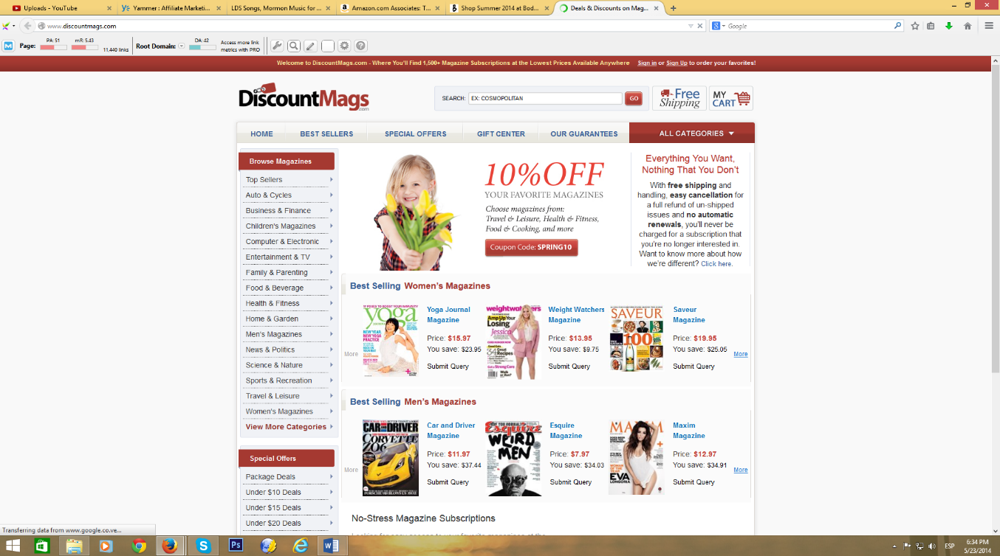 Uploads - YouTube
Yammer : Affiliate Marketi...
LDS Songs, Mormon Music for ...
Amazon.com Associates: T...
Shop Summer 2014 at Bod...
Deals & Discounts on Mag...
www.discountmags.com
Google
Page:
PA: 51
mR: 5.43
11,440 links
Root Domain:
DA: 42
Access more link
metrics with PRO
Welcome to DiscountMags.com - Where You'll Find 1,500+ Magazine Subscriptions at the Lowest Prices Available Anywhere Sign in or Sign Up to order your favorites!
DiscountMags
.com
SEARCH: EX: COSMOPOLITAN GO
Free
Shipping
MY
CART
HOME BEST SELLERS SPECIAL OFFERS GIFT CENTER OUR GUARANTEES ALL CATEGORIES
Browse Magazines
Top Sellers
Auto & Cycles
Business & Finance
Children's Magazines
Computer & Electronic
Entertainment & TV
Family & Parenting
Food & Beverage
Health & Fitness
Home & Garden
Men's Magazines
News & Politics
Science & Nature
Sports & Recreation
Travel & Leisure
Women's Magazines
View More Categories
Special Offers
Package Deals
Under $10 Deals
Under $15 Deals
Under $20 Deals
10%OFF
YOUR FAVORITE MAGAZINES
Choose magazines from:
Travel & Leisure, Health & Fitness,
Food & Cooking, and more
Coupon Code: SPRING10
Everything You Want,
Nothing That You Don't
With free shipping and
handling, easy cancellation for
a full refund of un-shipped
issues and no automatic
renewals, you'll never be
charged for a subscription that
you're no longer interested in.
Want to know more about how
we're different? Click here.
Best Selling Women's Magazines
More
yoga
Yoga Journal
Magazine
Price: $15.97
You save: $23.95
Submit Query
weightwatchers
Weight Watchers
Magazine
Price: $13.95
You save: $9.75
Submit Query
SAVEUR
100
Saveur
Magazine
Price: $19.95
You save: $25.05
Submit Query
More
Best Selling Men's Magazines
More
CAR AND DRIVER
CORVETTE
Z06
Car and Driver
Magazine
Price: $11.97
You save: $37.44
Submit Query
Esquire
WEIRD
MEN
Esquire
Magazine
Price: $7.97
You save: $34.03
Submit Query
MAXIM
EVA
LONGORIA
Maxim
Magazine
Price: $12.97
You save: $34.91
Submit Query
More
No-Stress Magazine Subscriptions
Transferring data from www.google.co.ve...
ESP
6:34 PM
5/23/2014